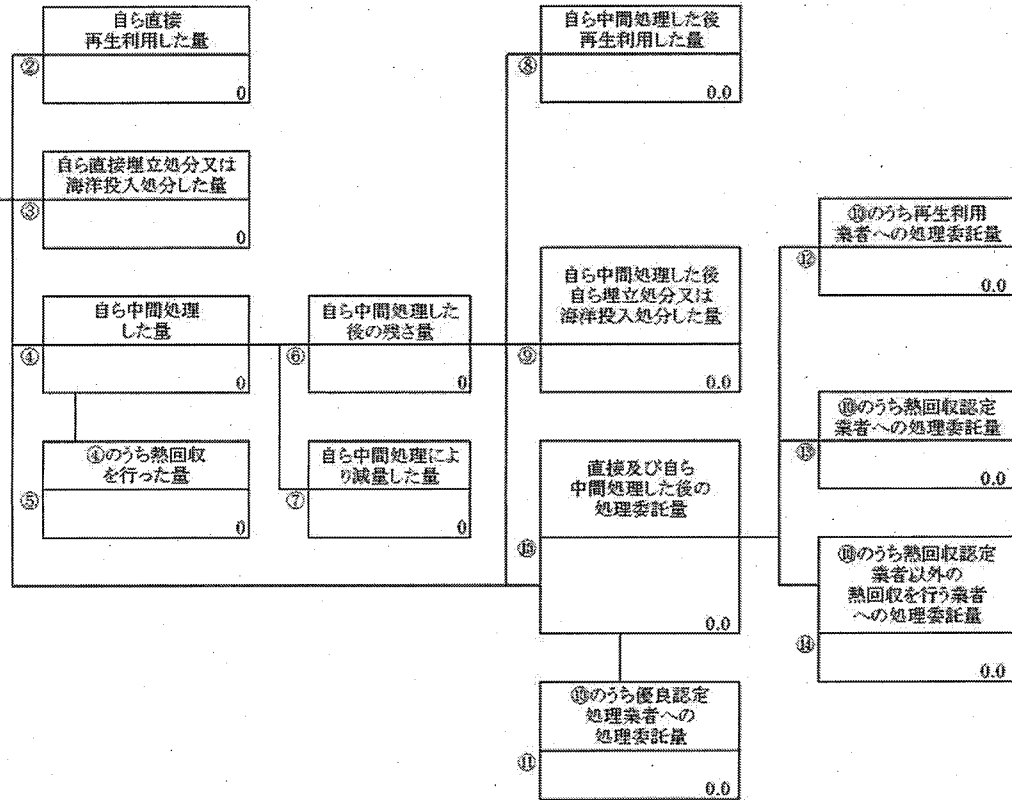 自ら直接
再生利用した量
②
0
自ら直接埋立処分又は
海洋投入処分した量
③
0
自ら中間処理
した量
④
0
④のうち熱回収
を行った量
⑤
0
自ら中間処理した
後の残さ量
⑥
0
自ら中間処理によ
り減量した量
⑦
0
自ら中間処理した後
再生利用した量
⑧
0.0
自ら中間処理した後
自ら埋立処分又は
海洋投入処分した量
⑨
0.0
直接及び自ら
中間処理した後の
処理委託量
⑩
0.0
⑩のうち優良認定
処理業者への
処理委託量
⑪
0.0
⑩のうち再生利用
業者への処理委託量
⑫
0.0
⑩のうち熱回収認定
業者への処理委託量
⑬
0.0
⑩のうち熱回収認定
業者以外の
熱回収を行う業者
への処理委託量
⑭
0.0